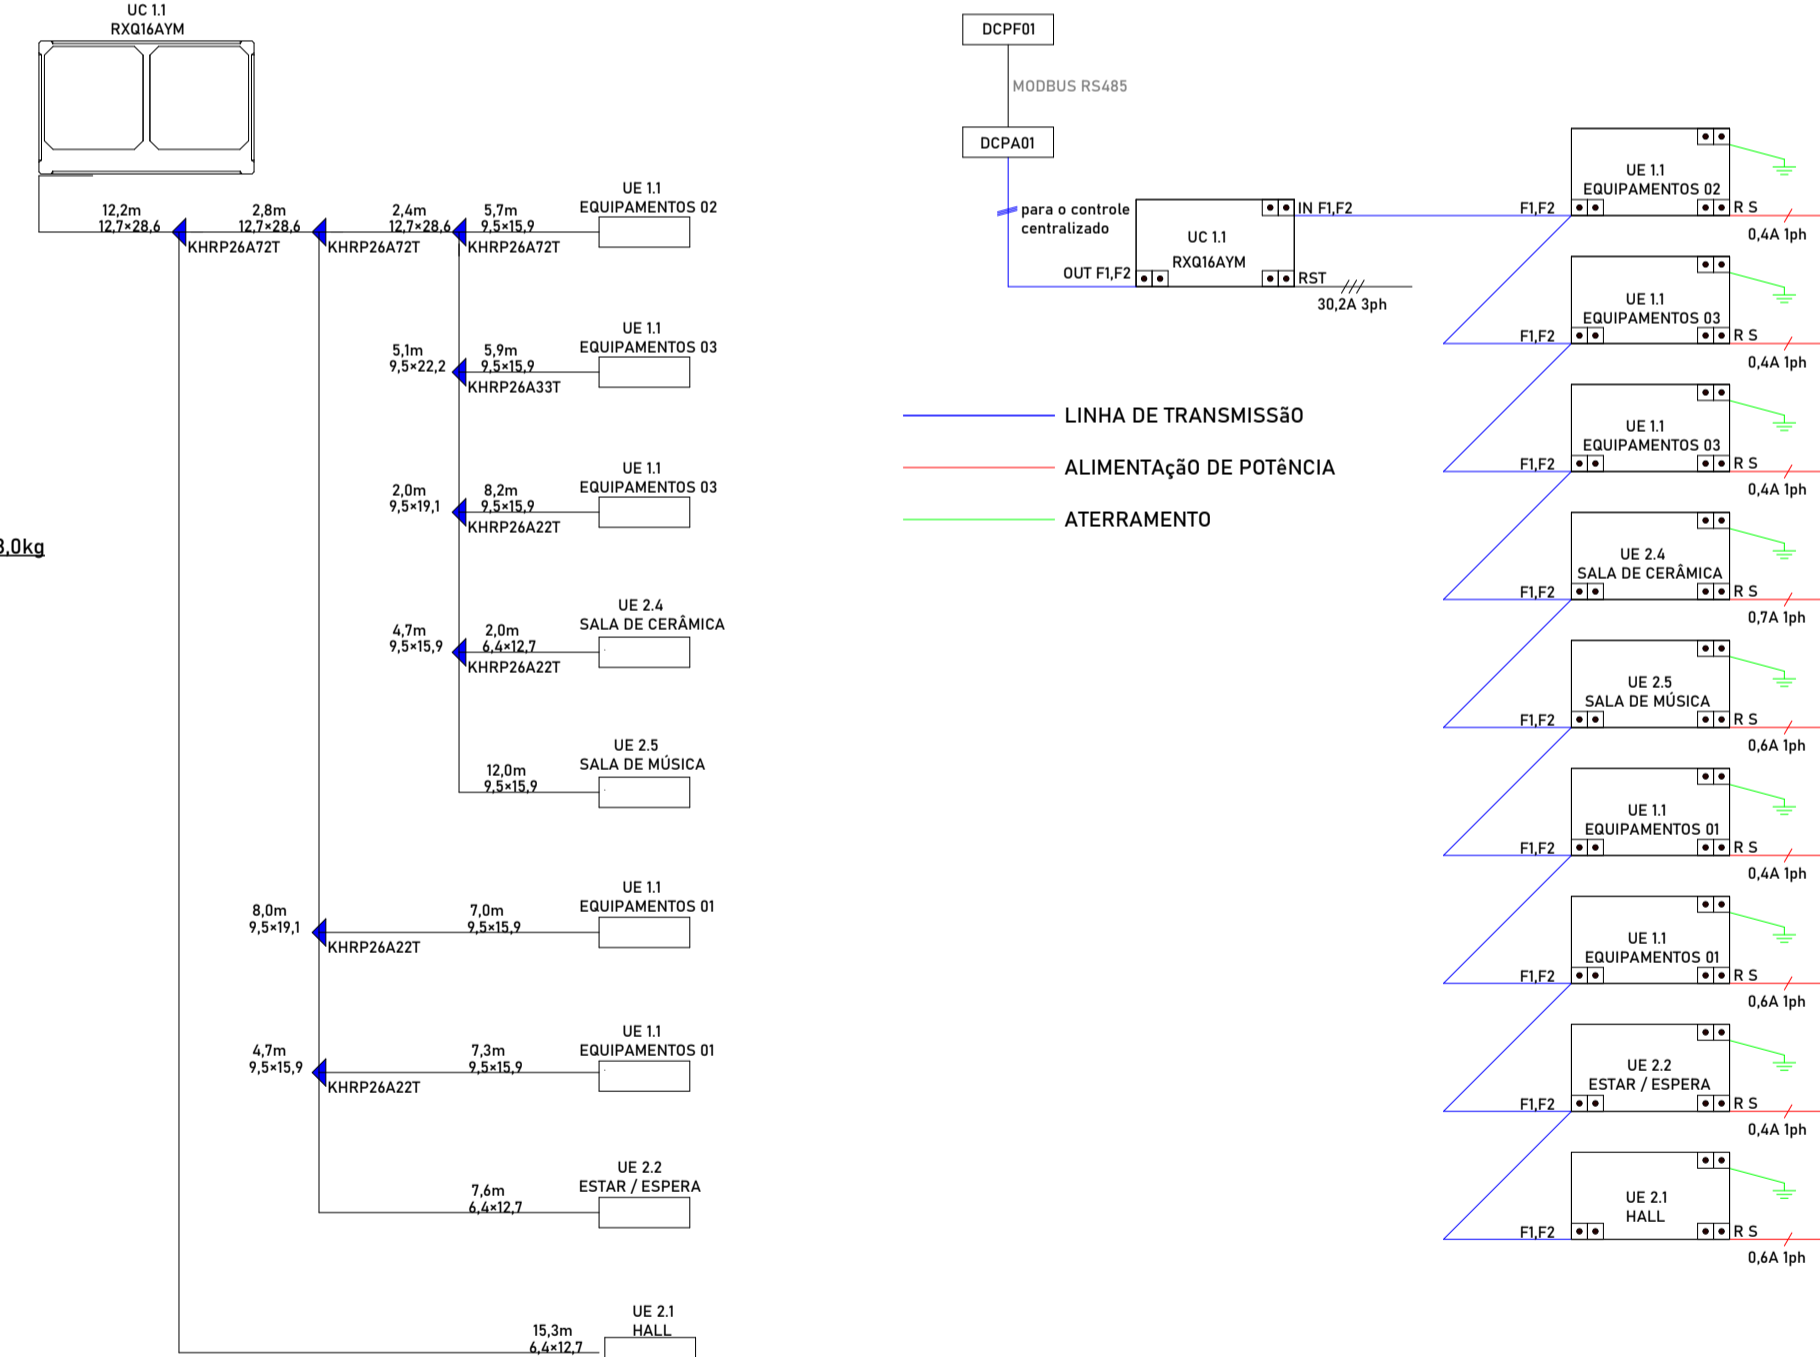 UC 1.1
RXQ16AYM
12,2m
12,7×28,6
KHRP26A72T
2,8m
12,7×28,6
KHRP26A72T
2,4m
12,7×28,6
KHRP26A72T
5,7m
9,5×15,9
UE 1.1
EQUIPAMENTOS 02
5,1m
9,5×22,2
5,9m
9,5×15,9
KHRP26A33T
UE 1.1
EQUIPAMENTOS 03
2,0m
9,5×19,1
8,2m
9,5×15,9
KHRP26A22T
UE 1.1
EQUIPAMENTOS 03
3,0kg
4,7m
9,5×15,9
2,0m
6,4×12,7
KHRP26A22T
UE 2.4
SALA DE CERÂMICA
12,0m
9,5×15,9
UE 2.5
SALA DE MÚSICA
8,0m
9,5×19,1
KHRP26A22T
7,0m
9,5×15,9
UE 1.1
EQUIPAMENTOS 01
4,7m
9,5×15,9
KHRP26A22T
7,3m
9,5×15,9
UE 1.1
EQUIPAMENTOS 01
7,6m
6,4×12,7
UE 2.2
ESTAR / ESPERA
15,3m
6,4×12,7
UE 2.1
HALL
DCPF01
MODBUS RS485
DCPA01
para o controle
centralizado
OUT F1,F2
UC 1.1
RXQ16AYM
IN F1,F2
RST
30,2A 3ph
LINHA DE TRANSMISSãO
ALIMENTAçãO DE POTêNCIA
ATERRAMENTO
F1,F2
UE 1.1
EQUIPAMENTOS 02
R S
0,4A 1ph
F1,F2
UE 1.1
EQUIPAMENTOS 03
R S
0,4A 1ph
F1,F2
UE 1.1
EQUIPAMENTOS 03
R S
0,4A 1ph
F1,F2
UE 2.4
SALA DE CERÂMICA
R S
0,7A 1ph
F1,F2
UE 2.5
SALA DE MÚSICA
R S
0,6A 1ph
F1,F2
UE 1.1
EQUIPAMENTOS 01
R S
0,4A 1ph
F1,F2
UE 1.1
EQUIPAMENTOS 01
R S
0,6A 1ph
F1,F2
UE 2.2
ESTAR / ESPERA
R S
0,4A 1ph
F1,F2
UE 2.1
HALL
R S
0,6A 1ph